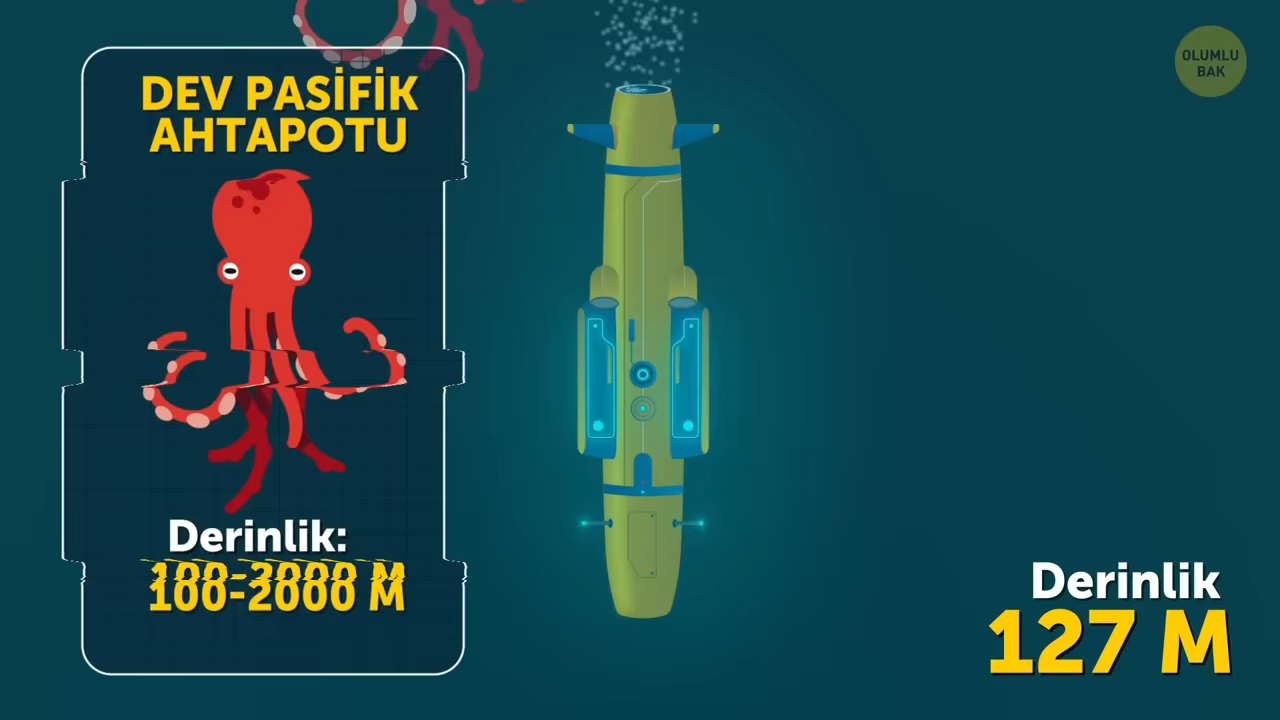 DEV PASİFİK
AHTAPOTU
Derinlik:
100-2000 M
OLUMLU
BAK
Derinlik
127 M